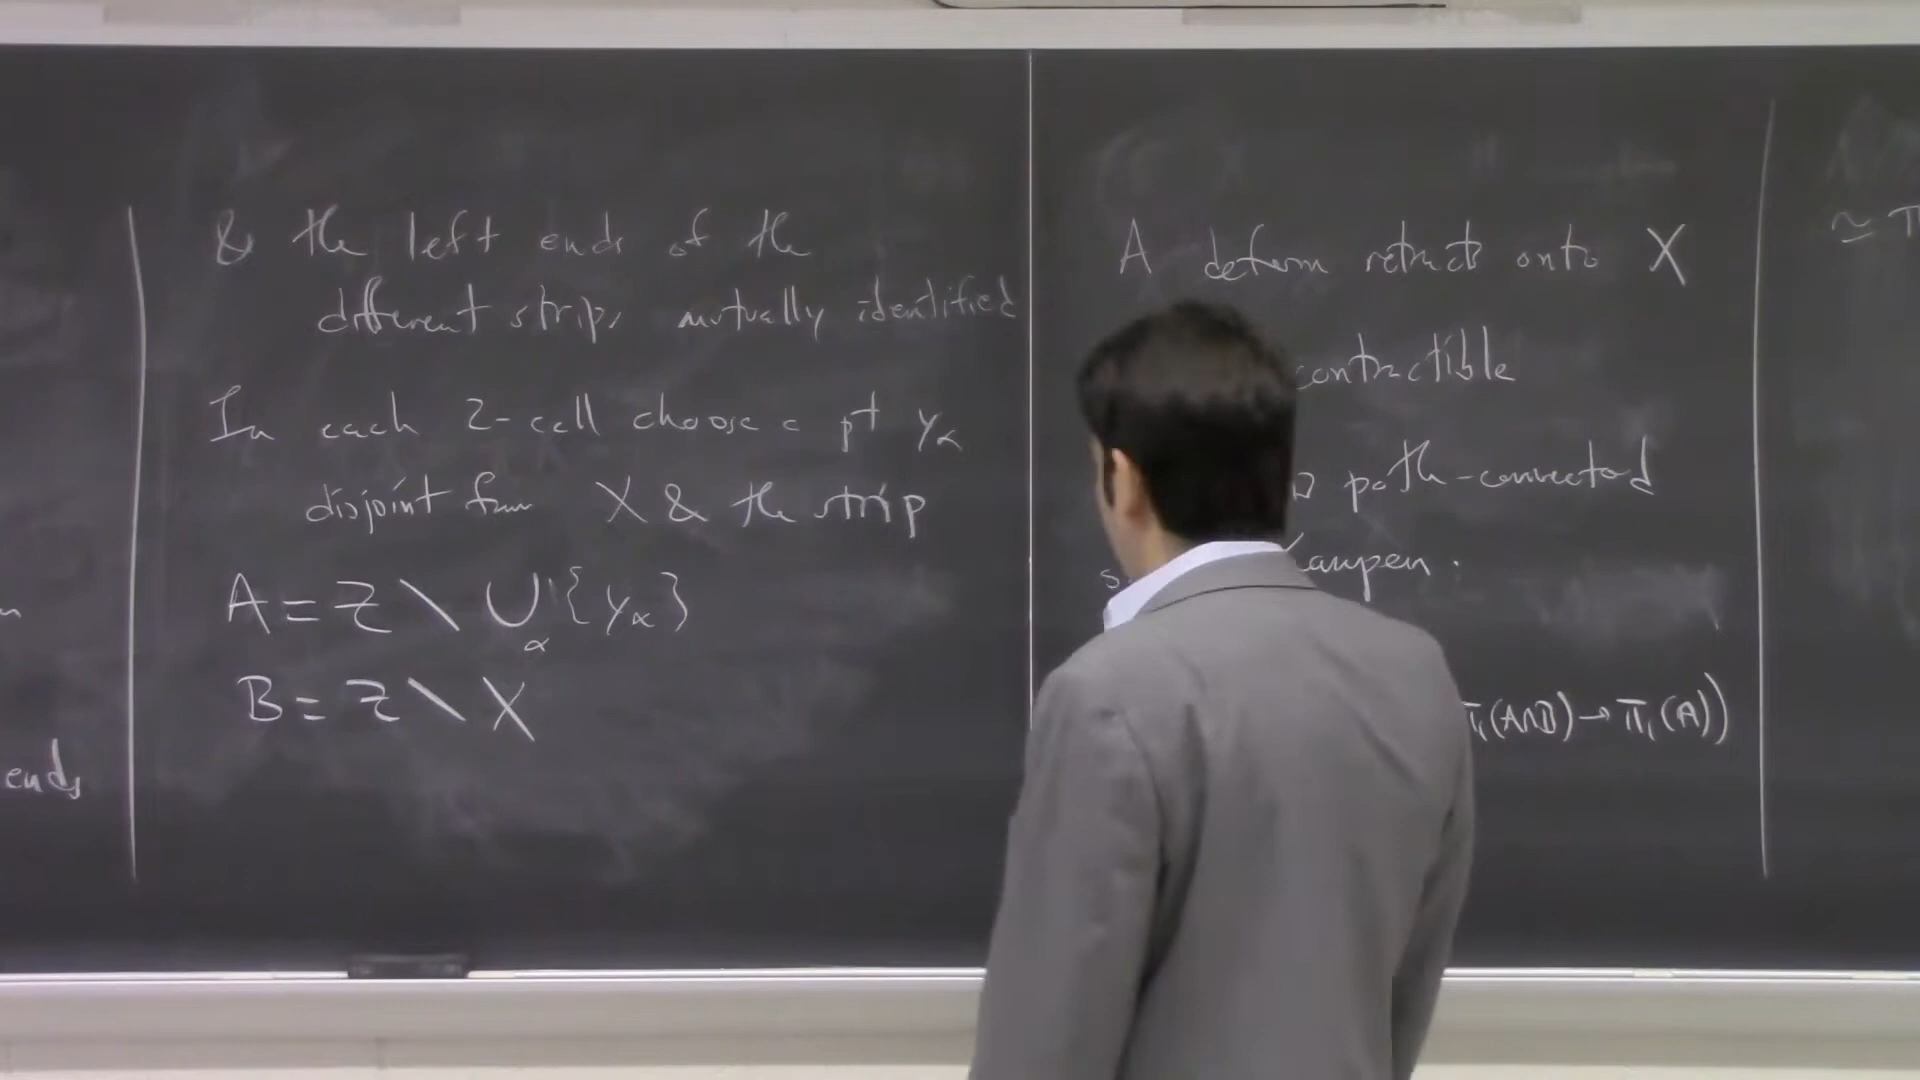 ends
& the left ends of the
different strips mutually identified
In each 2-cell choose a pt y_α
disjoint from X & the strip
A = Z \ ∪_α {y_α}
B = Z \ X
A deform retracts onto X
contractible
path-connected
Kampen.
π₁(A∩B) → π₁(A))
≃ π